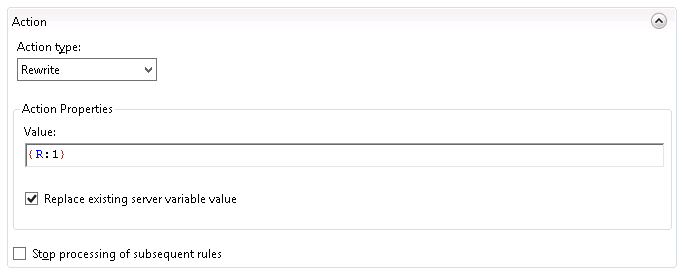 Action
Action type:
Rewrite
Action Properties
Value:
{R:1}
Replace existing server variable value
Stop processing of subsequent rules